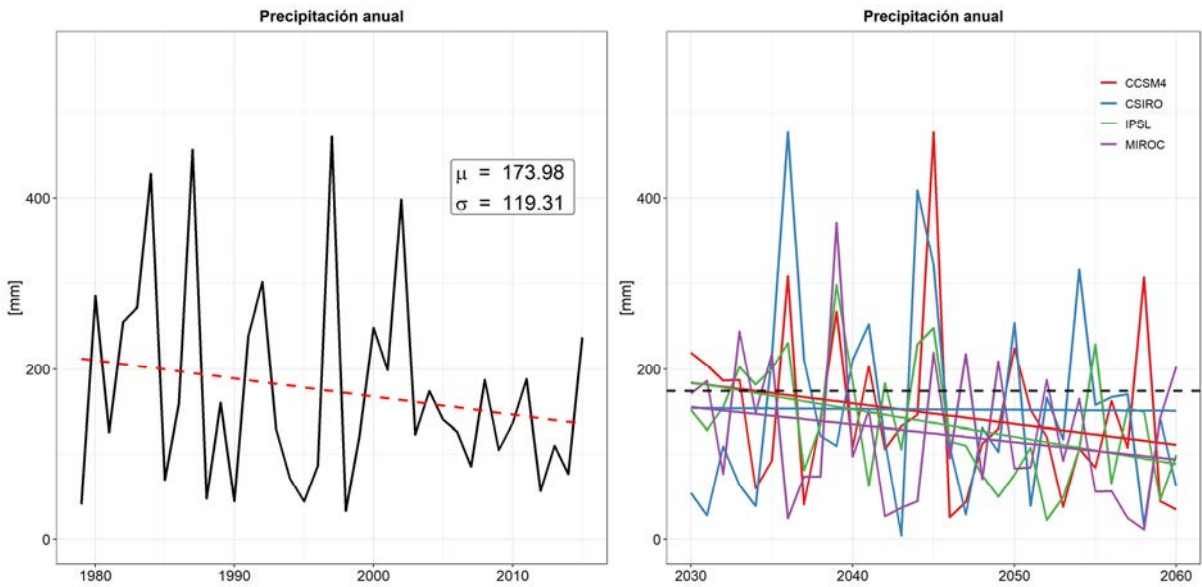 Precipitación anual
[mm]
400
200
0
μ = 173.98
σ = 119.31
1980
1990
2000
2010
Precipitación anual
[mm]
400
200
0
CCSM4
CSIRO
IPSL
MIROC
2030
2040
2050
2060